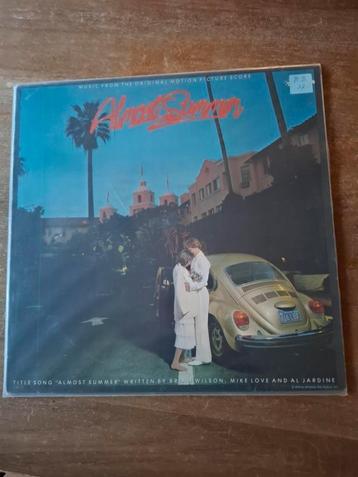 MUSIC FROM THE ORIGINAL MOTION PICTURE SCORE
Almost Summer
TITLE SONG "ALMOST SUMMER" WRITTEN BY BRIAN WILSON, MIKE LOVE AND AL JARDINE